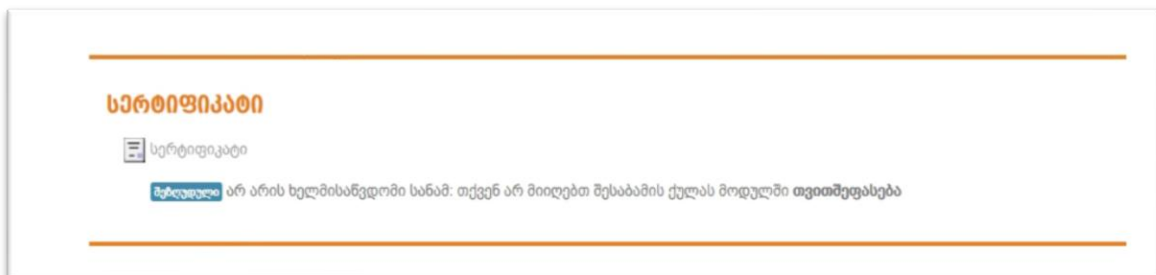 სერტიფიკატი
სერტიფიკატი
შეზღუდული არ არის ხელმისაწვდომი სანამ: თქვენ არ მიიღებთ შესაბამის ქულას მოდულში თვითშეფასება